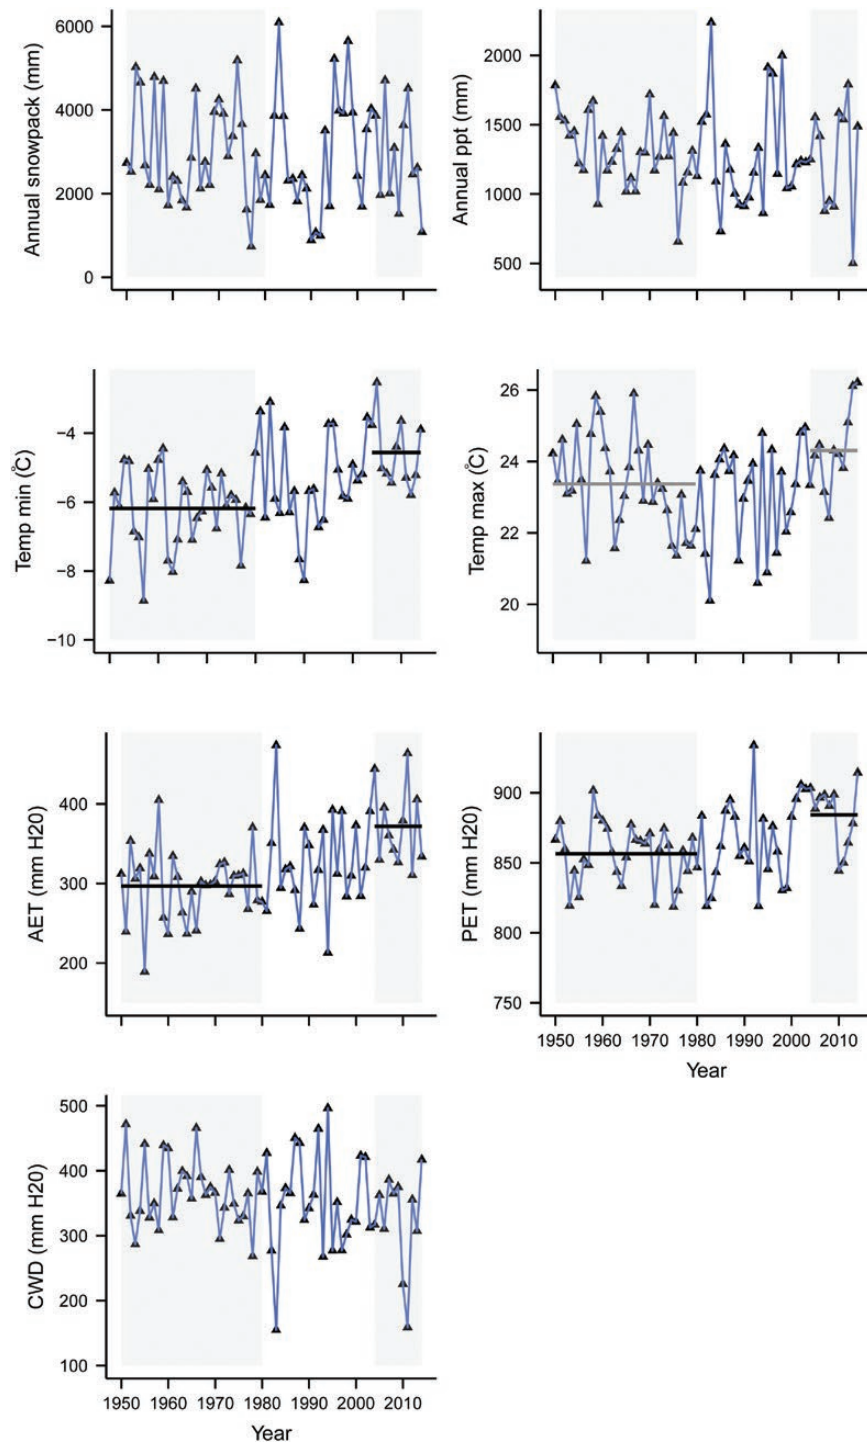 Annual snowpack (mm)
6000
4000
2000
0
Annual ppt (mm)
2000
1500
1000
500
Temp min (°C)
−4
−6
−8
−10
Temp max (°C)
26
24
22
20
AET (mm H20)
400
300
200
PET (mm H20)
900
850
800
750
1950 1960 1970 1980 1990 2000 2010
Year
CWD (mm H20)
500
400
300
200
100
1950 1960 1970 1980 1990 2000 2010
Year